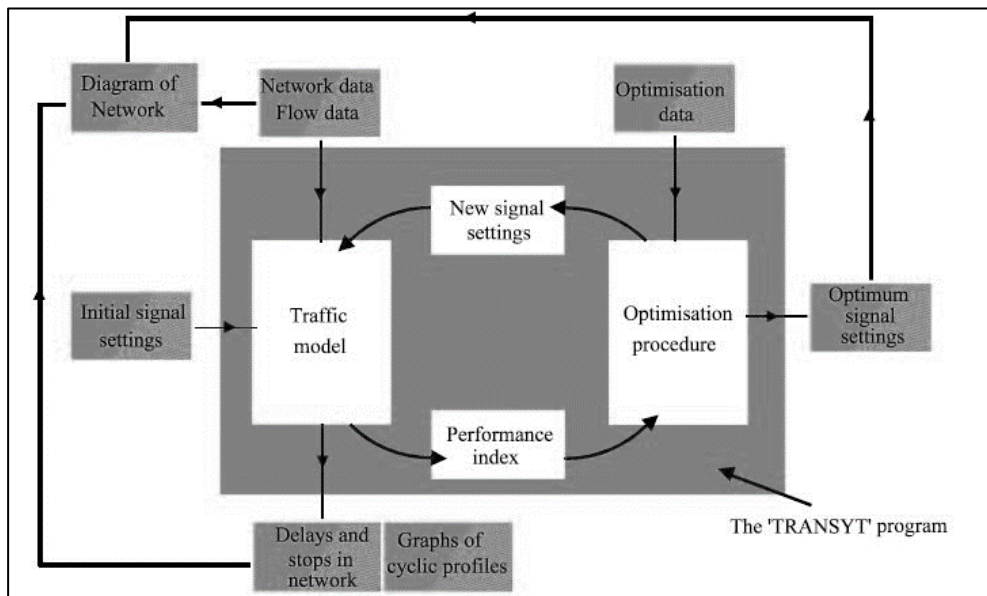 Diagram of
Network
Network data
Flow data
Optimisation
data
New signal
settings
Initial signal
settings
Traffic
model
Optimisation
procedure
Optimum
signal
settings
Performance
index
Delays and
stops in
network
Graphs of
cyclic profiles
The 'TRANSYT' program